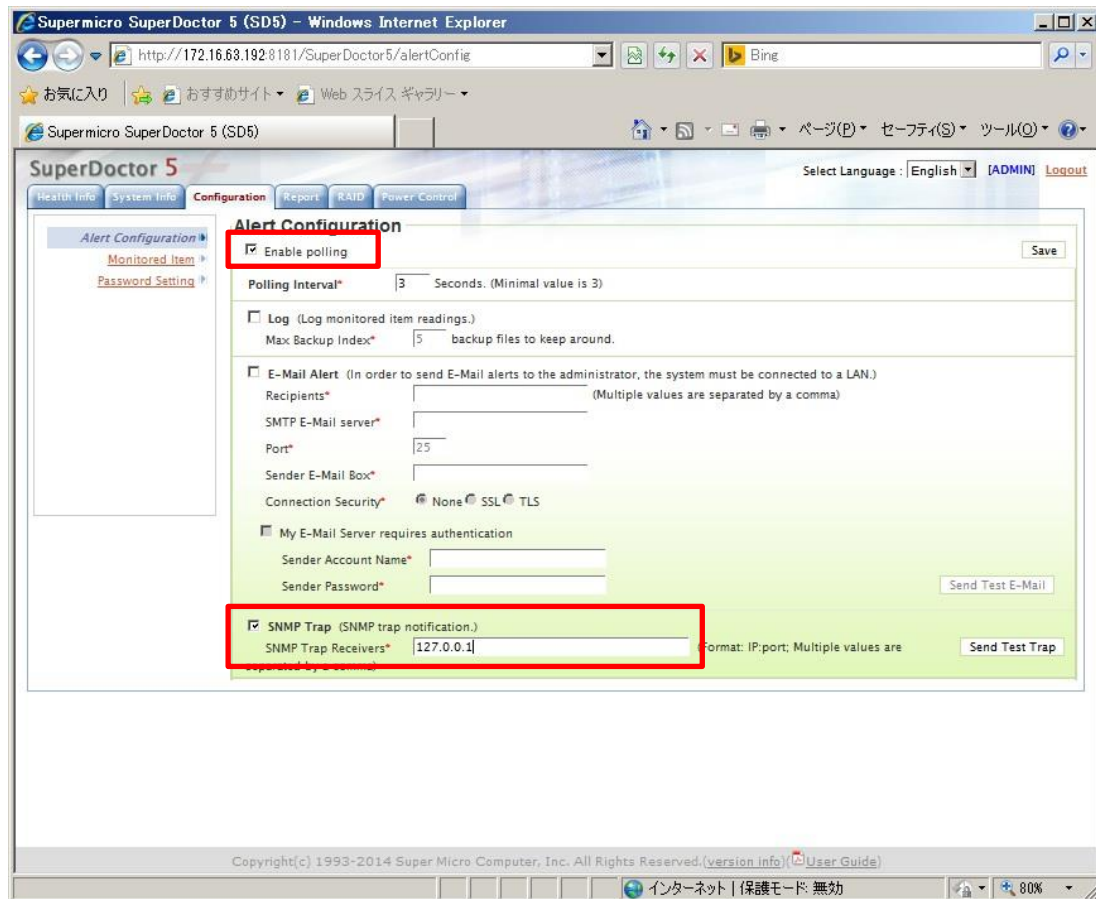 Supermicro SuperDoctor 5 (SD5) - Windows Internet Explorer
http://172.16.63.192:8181/SuperDoctor5/alertConfig
Bing
お気に入り おすすめサイト Web スライス ギャラリー
Supermicro SuperDoctor 5 (SD5)
ページ(P) セーフティ(S) ツール(O)
SuperDoctor 5
Select Language : English [ADMIN] Logout
Health Info System Info Configuration Report RAID Power Control
Alert Configuration
Monitored Item
Password Setting
Alert Configuration
Enable polling
Save
Polling Interval* 3 Seconds. (Minimal value is 3)
Log (Log monitored item readings.)
Max Backup Index* 5 backup files to keep around.
E-Mail Alert (In order to send E-Mail alerts to the administrator, the system must be connected to a LAN.)
Recipients* (Multiple values are separated by a comma)
SMTP E-Mail server*
Port* 25
Sender E-Mail Box*
Connection Security* None SSL TLS
My E-Mail Server requires authentication
Sender Account Name*
Sender Password*
Send Test E-Mail
SNMP Trap (SNMP trap notification.)
SNMP Trap Receivers* 127.0.0.1 (Format: IP:port; Multiple values are
separated by a comma)
Send Test Trap
Copyright(c) 1993-2014 Super Micro Computer, Inc. All Rights Reserved.(version info)(User Guide)
インターネット | 保護モード: 無効
80%